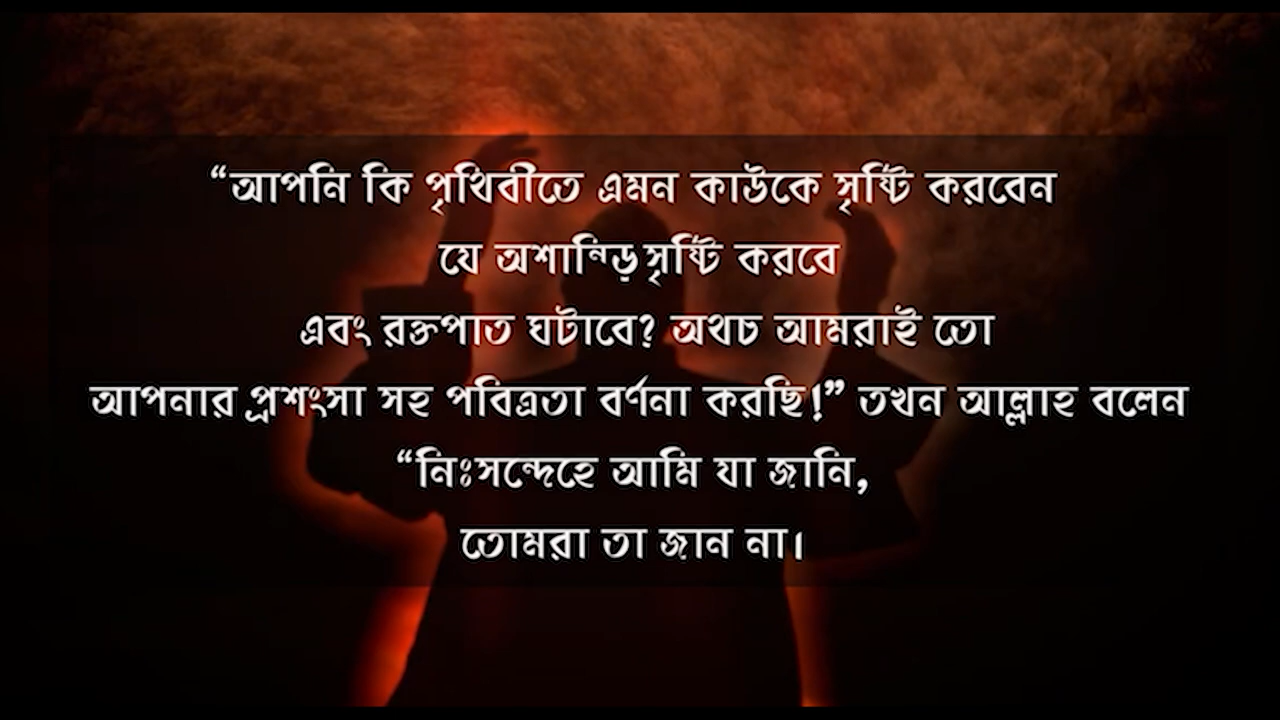 “আপনি কি পৃথিবীতে এমন কাউকে সৃষ্টি করবেন
যে অশান্ড়ি সৃষ্টি করবে
এবং রক্তপাত ঘটাবে? অথচ আমরাই তো
আপনার প্রশংসা সহ পবিত্রতা বর্ণনা করছি!” তখন আল্লাহ বলেন
“নিঃসন্দেহে আমি যা জানি,
তোমরা তা জান না।